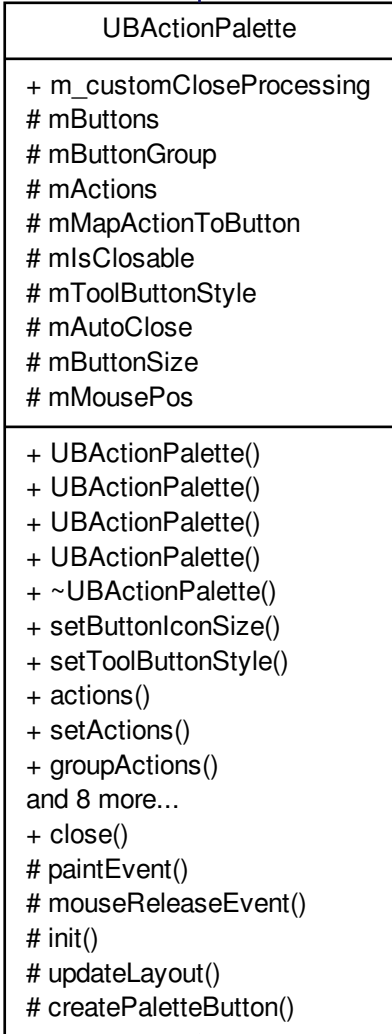 UBActionPalette
+ m_customCloseProcessing
# mButtons
# mButtonGroup
# mActions
# mMapActionToButton
# mIsClosable
# mToolButtonStyle
# mAutoClose
# mButtonSize
# mMousePos
+ UBActionPalette()
+ UBActionPalette()
+ UBActionPalette()
+ UBActionPalette()
+ ~UBActionPalette()
+ setButtonIconSize()
+ setToolButtonStyle()
+ actions()
+ setActions()
+ groupActions()
and 8 more...
+ close()
# paintEvent()
# mouseReleaseEvent()
# init()
# updateLayout()
# createPaletteButton()